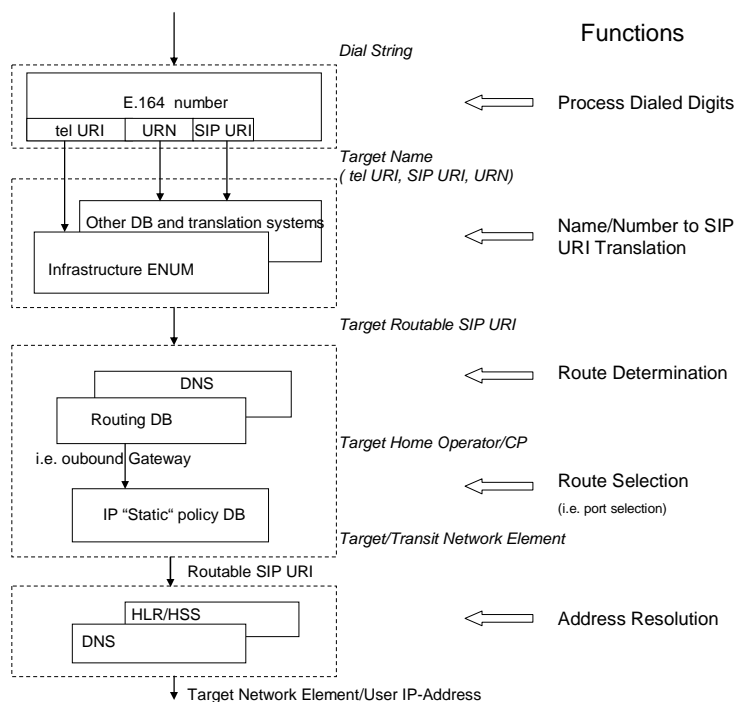 Functions
Dial String
E.164 number
Process Dialed Digits
tel URI
URN
SIP URI
Target Name
( tel URI, SIP URI, URN)
Other DB and translation systems
Name/Number to SIP
URI Translation
Infrastructure ENUM
Target Routable SIP URI
DNS
Route Determination
Routing DB
Target Home Operator/CP
i.e. oubound Gateway
Route Selection
(i.e. port selection)
IP “Static“ policy DB
Target/Transit Network Element
Routable SIP URI
HLR/HSS
Address Resolution
DNS
Target Network Element/User IP-Address